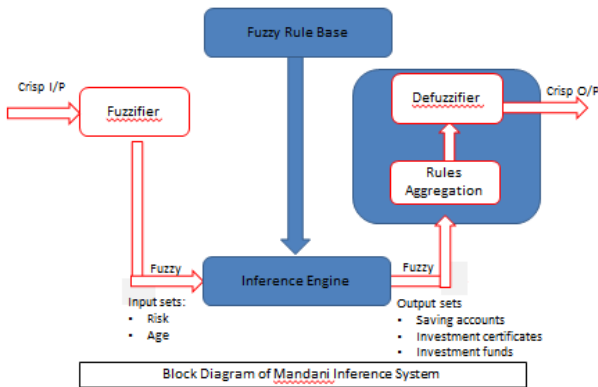 Fuzzy Rule Base
Crisp I/P
Fuzzifier
Defuzzifier
Crisp O/P
Rules
Aggregation
Fuzzy
Inference Engine
Fuzzy
Input sets:
• Risk
• Age
Output sets
• Saving accounts
• Investment certificates
• Investment funds
Block Diagram of Mandani Inference System